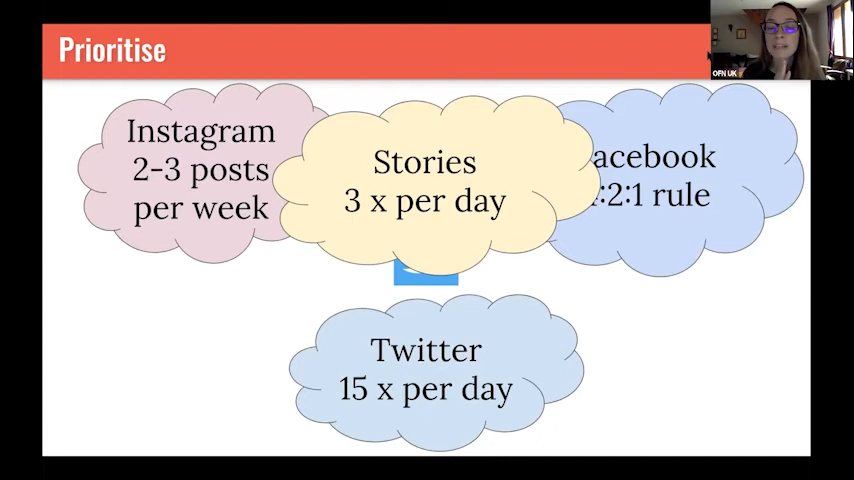 Prioritise
OFN UK
Instagram
2-3 posts
per week
Stories
3 x per day
acebook
:2:1 rule
Twitter
15 x per day